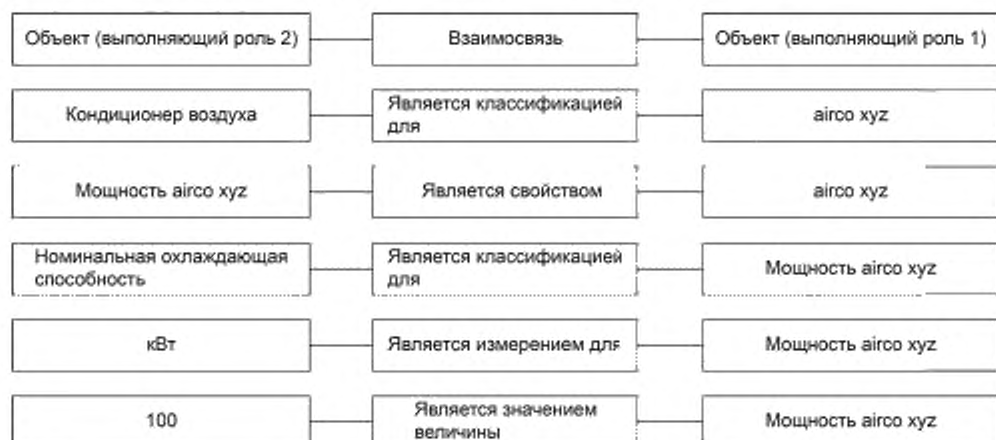 Объект (выполняющий роль 2)
Взаимосвязь
Объект (выполняющий роль 1)
Кондиционер воздуха
Является классификацией
для
airco xyz
Мощность airco xyz
Является свойством
airco xyz
Номинальная охлаждающая
способность
Является классификацией
для
Мощность airco xyz
кВт
Является измерением для
Мощность airco xyz
100
Является значением
величины
Мощность airco xyz